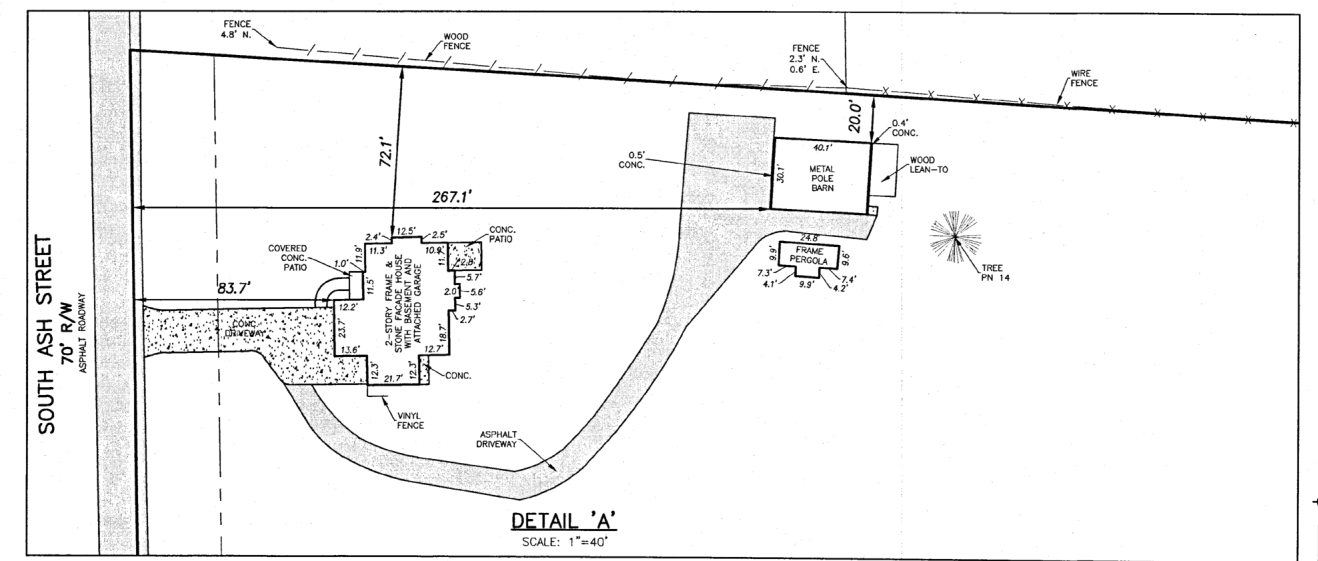 FENCE
4.8' N.
WOOD
FENCE
FENCE
2.3' N.
0.6' E.
WIRE
FENCE
72.1'
20.0'
0.4'
CONC.
0.5'
CONC.
40.1'
30.1'
METAL
POLE
BARN
WOOD
LEAN-TO
267.1'
SOUTH ASH STREET
70' R/W
ASPHALT ROADWAY
COVERED
CONC.
PATIO
1.0'
11.9'
2.4'
12.5'
2.5'
11.3'
10.9'
11.7'
CONC.
PATIO
2.8'
5.7'
2.0'
5.6'
5.3'
2.7'
11.5'
83.7'
12.2'
CONC.
DRIVEWAY
23.7'
2-STORY FRAME &
STONE FACADE HOUSE
WITH BASEMENT AND
ATTACHED GARAGE
18.7'
13.6'
12.7'
12.3'
21.7'
12.3'
CONC.
VINYL
FENCE
24.8'
9.9'
FRAME
PERGOLA
9.6'
7.3'
7.4'
4.1'
9.9'
4.2'
TREE
PN 14
ASPHALT
DRIVEWAY
DETAIL 'A'
SCALE: 1"=40'